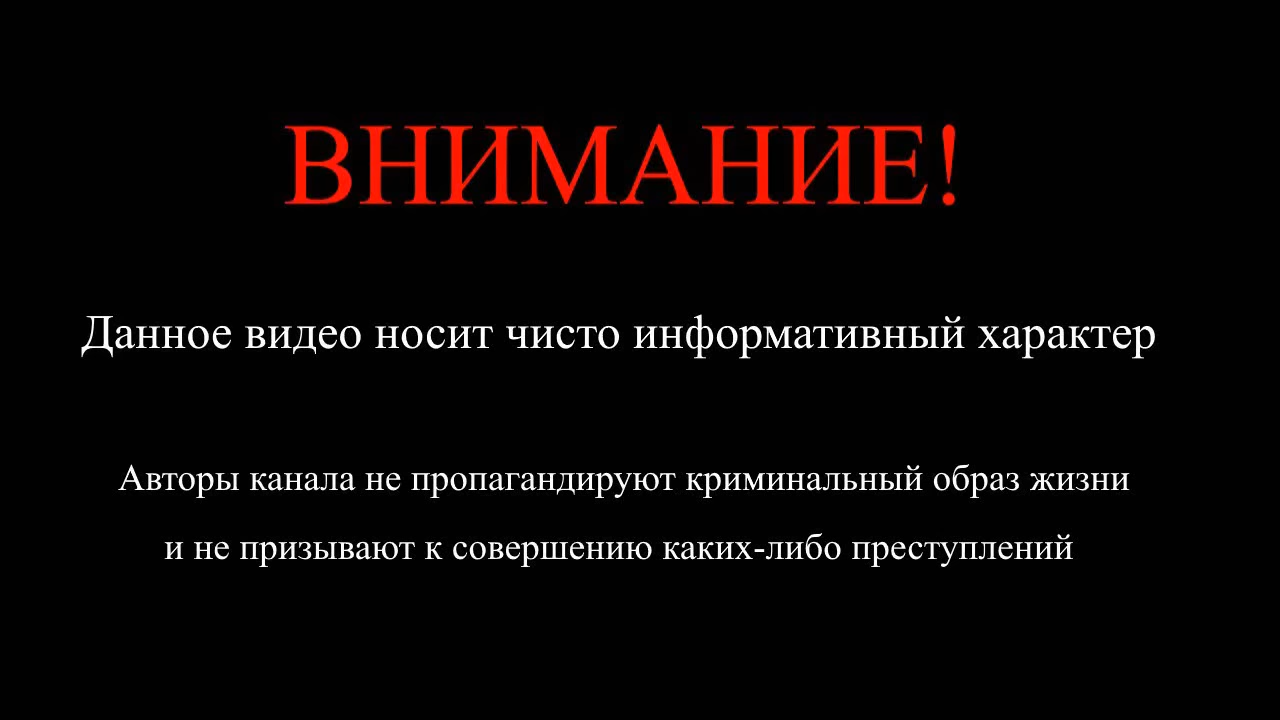 ВНИМАНИЕ!
Данное видео носит чисто информативный характер
Авторы канала не пропагандируют криминальный образ жизни
и не призывают к совершению каких-либо преступлений